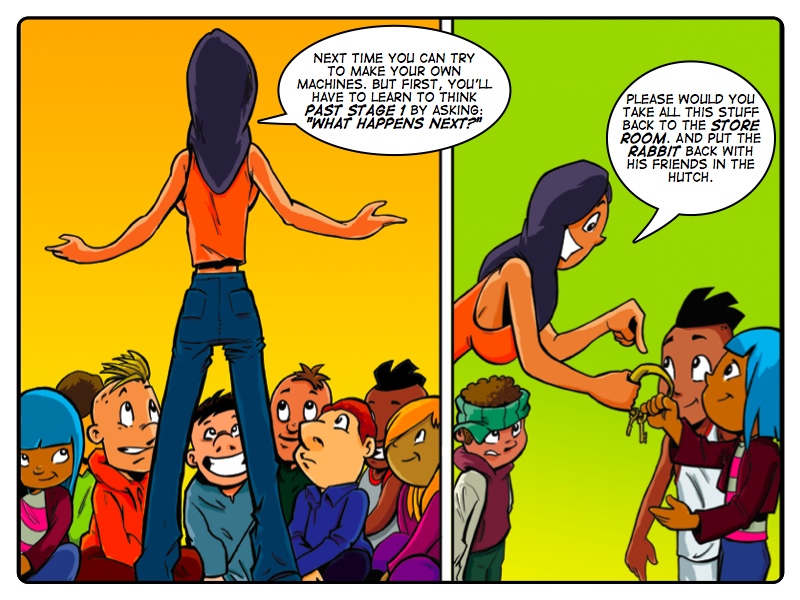 NEXT TIME YOU CAN TRY
TO MAKE YOUR OWN
MACHINES. BUT FIRST, YOU'LL
HAVE TO LEARN TO THINK
PAST STAGE 1 BY ASKING:
"WHAT HAPPENS NEXT?"
PLEASE WOULD YOU
TAKE ALL THIS STUFF
BACK TO THE STORE
ROOM. AND PUT THE
RABBIT BACK WITH
HIS FRIENDS IN THE
HUTCH.